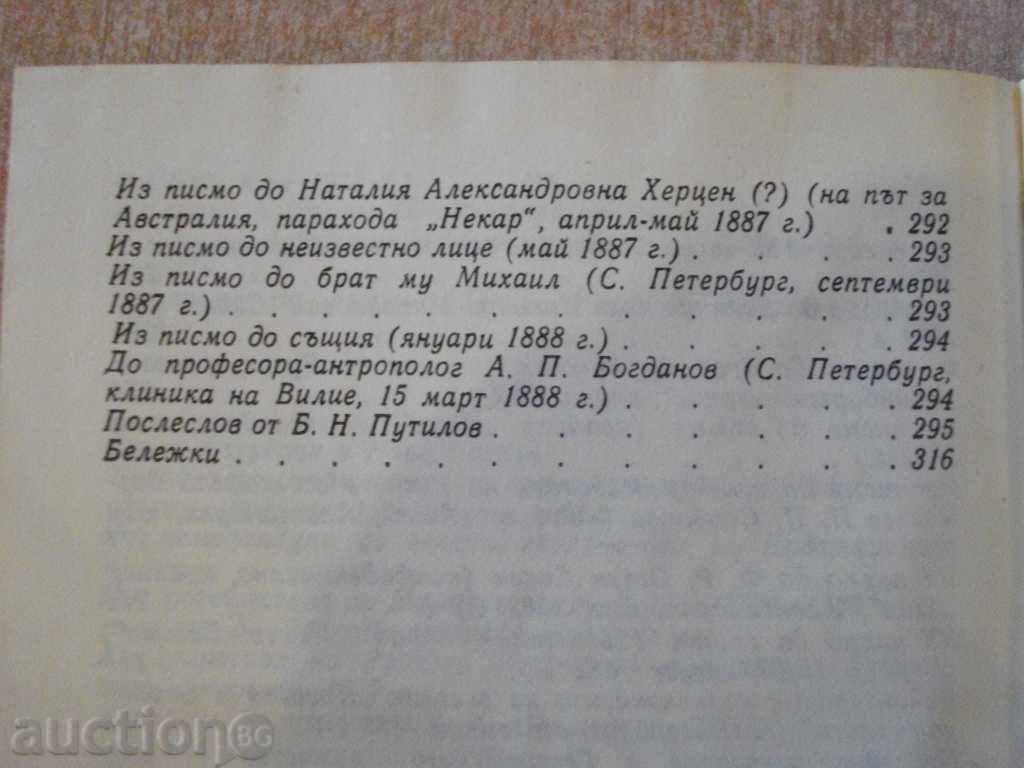 Из писмо до Наталия Александровна Херцен (?) (на път за
Австралия, парахода „Некар“, април-май 1887 г.) . 292
Из писмо до неизвестно лице (май 1887 г.) . . . . 293
Из писмо до брат му Михаил (С. Петербург, септември
1887 г.) . . . . . . . . . . . . 293
Из писмо до същия (януари 1888 г.) . . . . . 294
До професора-антрополог А. П. Богданов (С. Петербург,
клиника на Вилие, 15 март 1888 г.) . . . . . 294
Послеслов от Б. Н. Путилов . . . . . . . . 295
Бележки . . . . . . . . . . . . 316
auctionBG